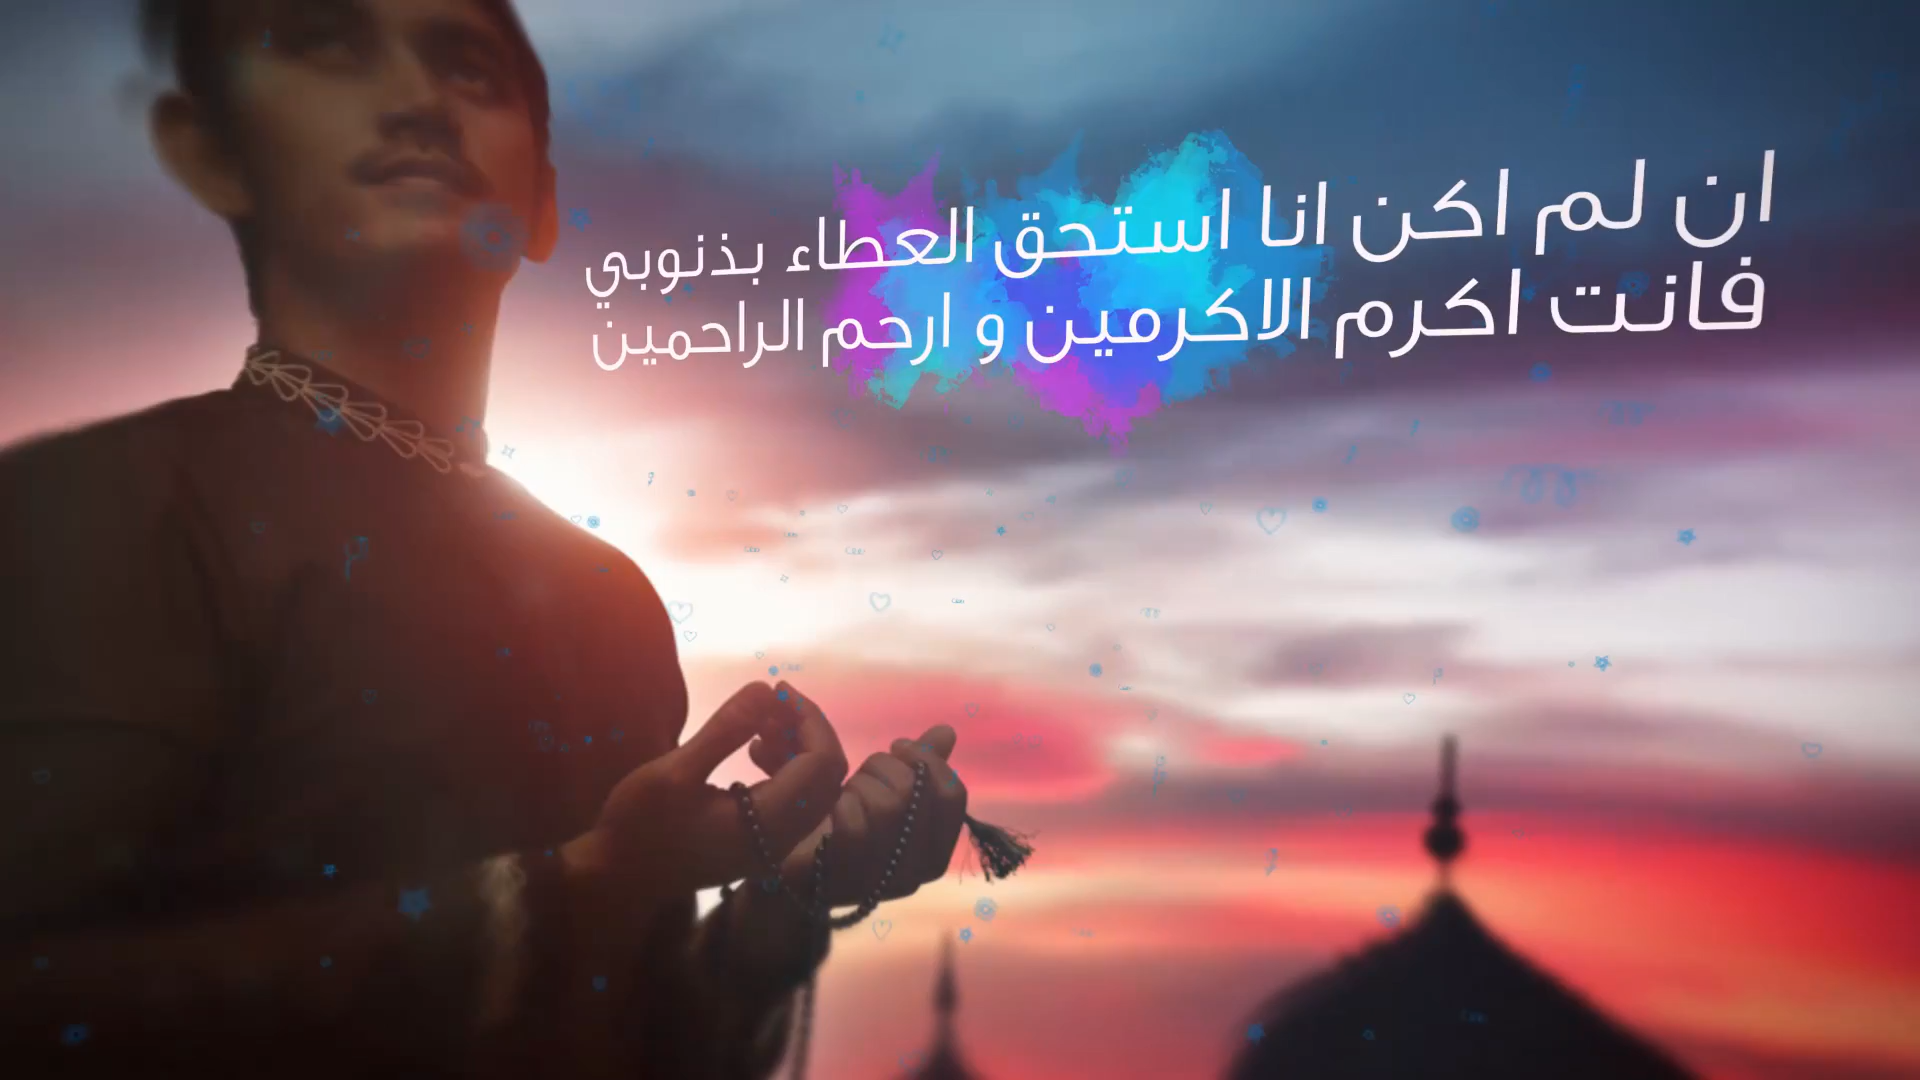 ان لم اكن انا استحق العطاء بذنوبي
فانت اكرم الاكرمين و ارحم الراحمين